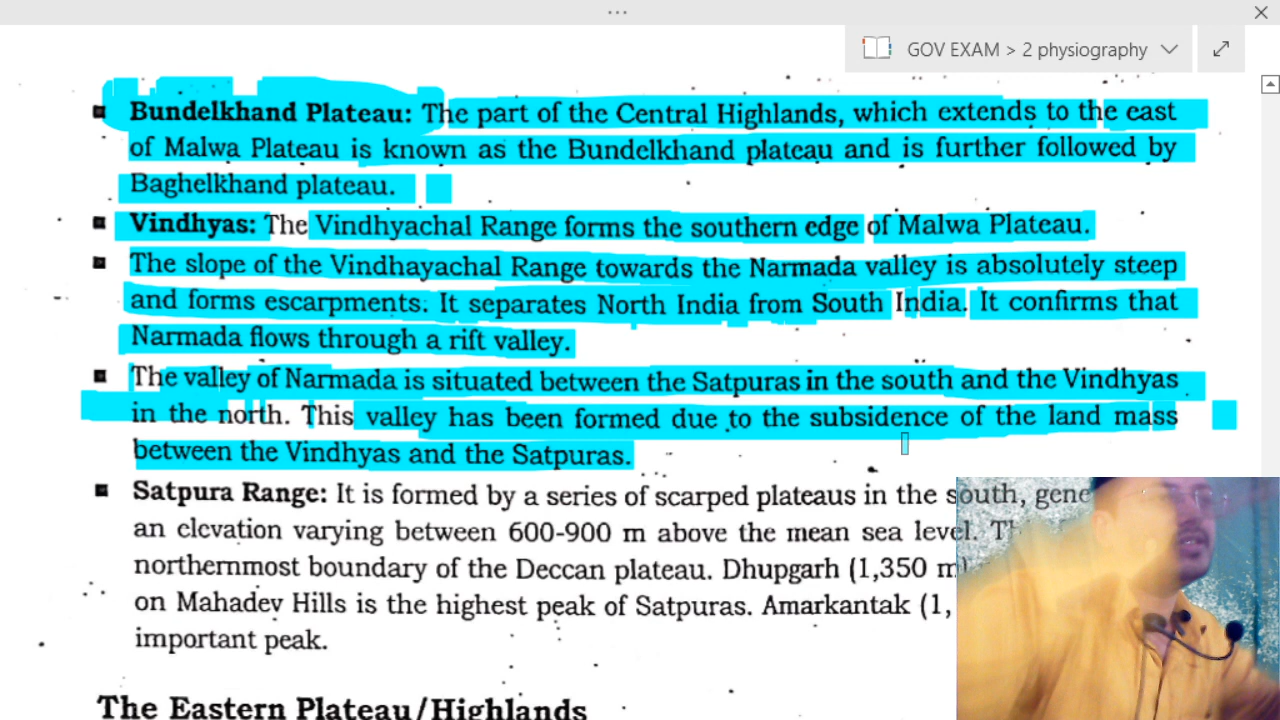 GOV EXAM > 2 physiography
Bundelkhand Plateau: The part of the Central Highlands, which extends to the east
of Malwa Plateau is known as the Bundelkhand plateau and is further followed by
Baghelkhand plateau.
Vindhyas: The Vindhyachal Range forms the southern edge of Malwa Plateau.
The slope of the Vindhayachal Range towards the Narmada valley is absolutely steep
and forms escarpments. It separates North India from South India. It confirms that
Narmada flows through a rift valley.
The valley of Narmada is situated between the Satpuras in the south and the Vindhyas
in the north. This valley has been formed due to the subsidence of the land mass
between the Vindhyas and the Satpuras.
Satpura Range: It is formed by a series of scarped plateaus in the south,
an elevation varying between 600-900 m above the mean sea level.
northernmost boundary of the Deccan plateau. Dhupgarh (1,350 m)
on Mahadev Hills is the highest peak of Satpuras. Amarkantak (1,
important peak.
The Eastern Plateau/Highlands